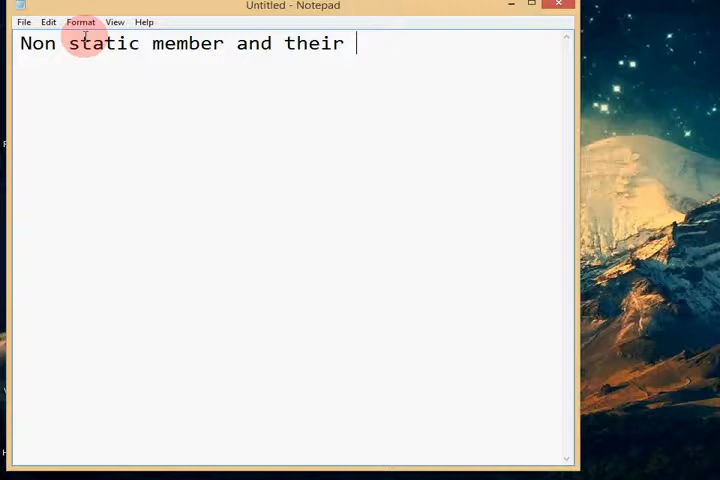 Untitled - Notepad
File Edit Format View Help
Non static member and their